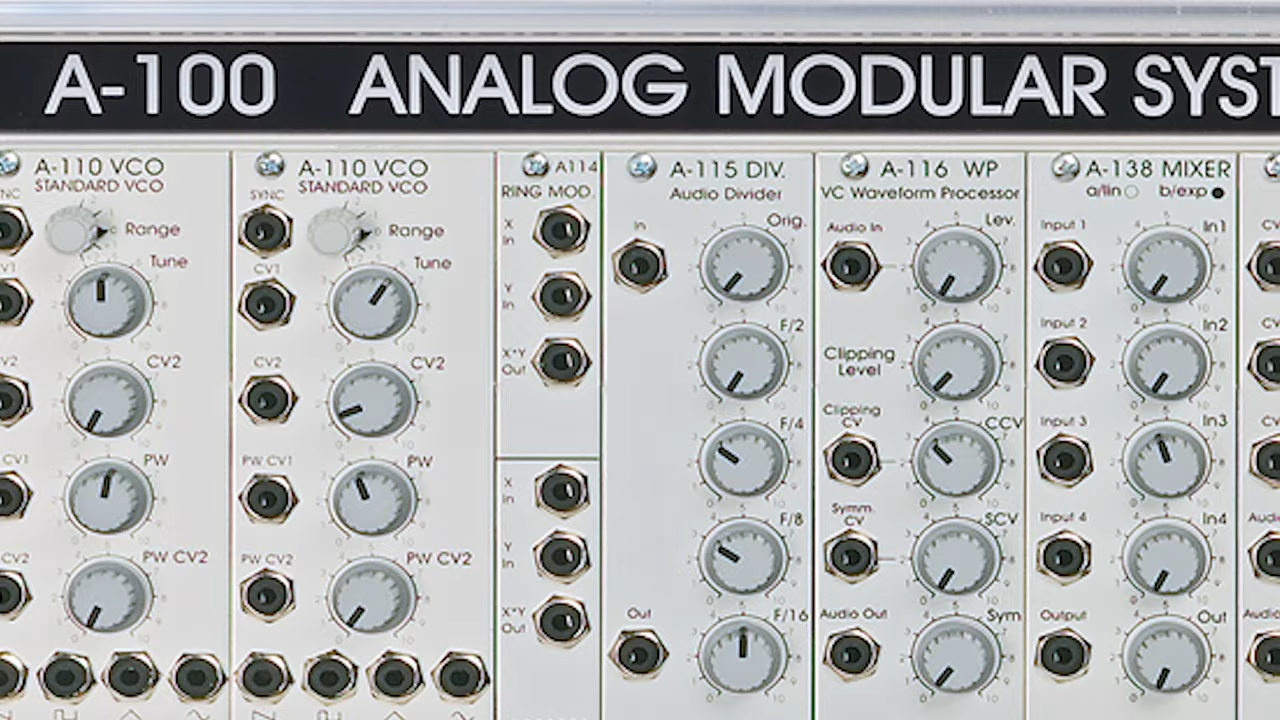 A-100 ANALOG MODULAR SYST
A-110 VCO
STANDARD VCO
Range
Tune
CV2
PW
PW CV2
A-110 VCO
STANDARD VCO
SYNC
Range
CV1
Tune
CV2
CV2
PW CV1
PW
PW CV2
PW CV2
A114
RING MOD.
X
In
Y
In
X*Y
Out
X
In
Y
In
X*Y
Out
A-115 DIV.
Audio Divider
In
Orig.
F/2
F/4
F/8
Out
F/16
A-116 WP
VC Waveform Processor
Audio In
Lev.
Clipping
Level
Clipping
CV
CCV
Symm.
CV
SCV
Audio Out
Sym
A-138 MIXER
a/lin b/exp
Input 1
In1
Input 2
In2
Input 3
In3
Input 4
In4
Output
Out